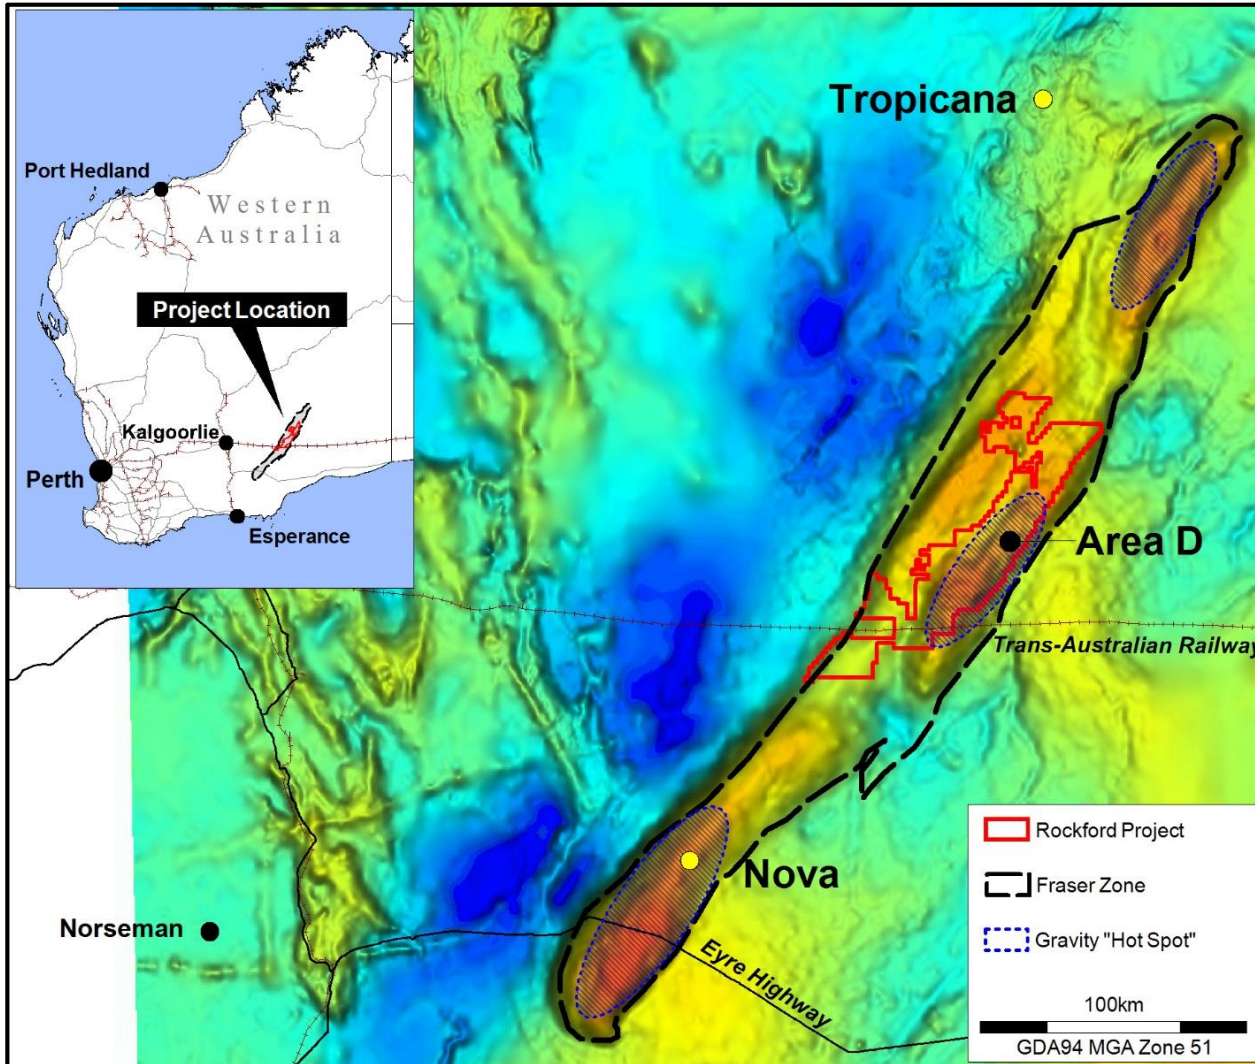 Port Hedland
Western
Australia
Project Location
Kalgoorlie
Perth
Esperance
Tropicana
Area D
Trans-Australian Railway
Nova
Norseman
Eyre Highway
Rockford Project
Fraser Zone
Gravity "Hot Spot"
100km
GDA94 MGA Zone 51